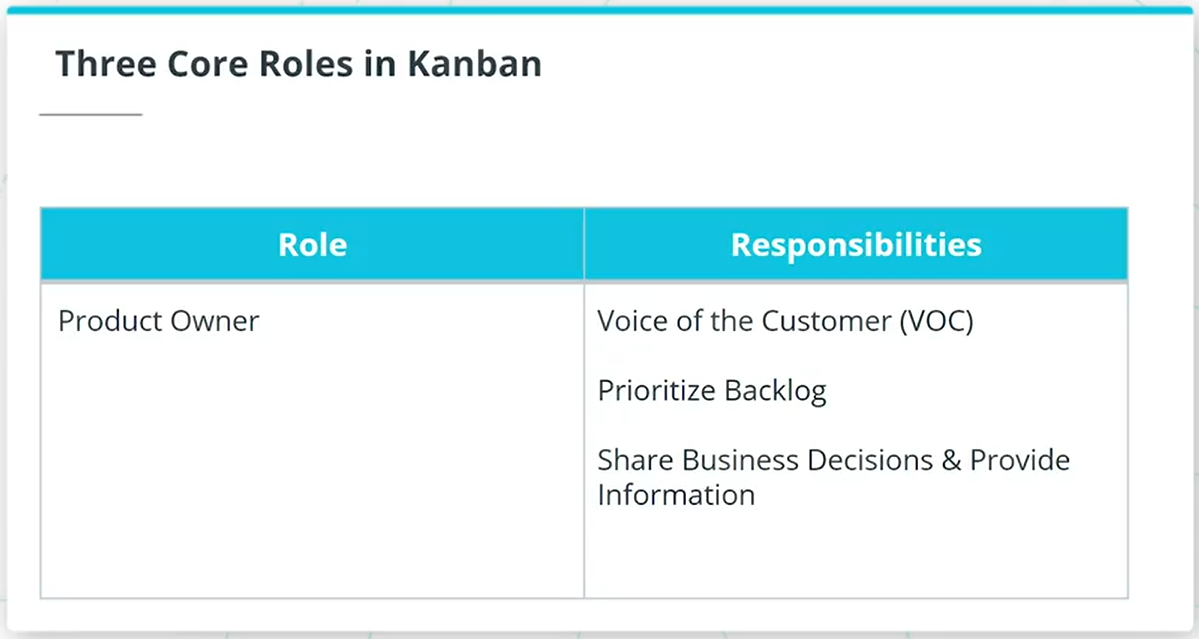 Three Core Roles in Kanban
Role
Responsibilities
Product Owner
Voice of the Customer (VOC)
Prioritize Backlog
Share Business Decisions & Provide
Information